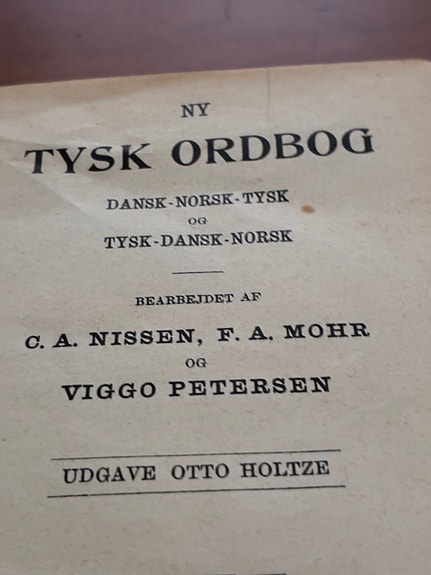 NY
TYSK ORDBOG
DANSK-NORSK-TYSK
OG
TYSK-DANSK-NORSK
BEARBEJDET AF
C. A. NISSEN, F. A. MOHR
OG
VIGGO PETERSEN
UDGAVE OTTO HOLTZE